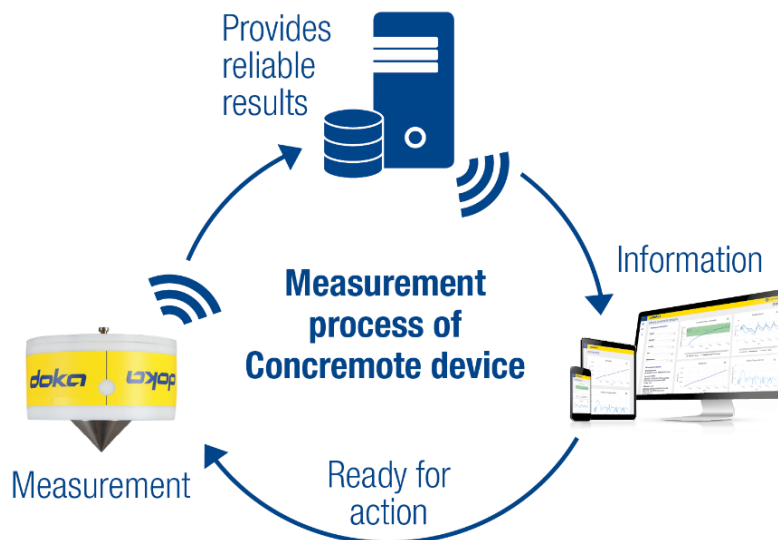 Provides
reliable
results
Information
Measurement
process of
Concremote device
doka
doka
Measurement
Ready for
action